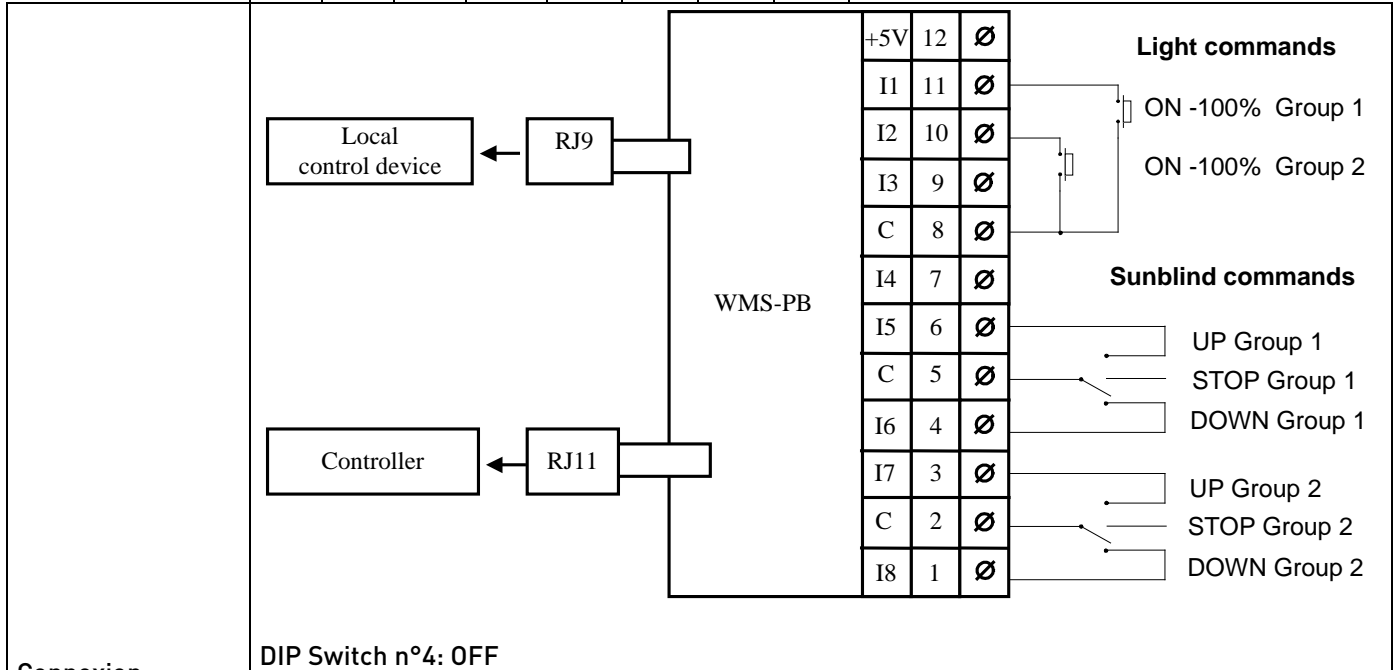 +5V 12 Ø
Light commands
I1 11 Ø
ON -100% Group 1
Local
control device
RJ9
I2 10 Ø
ON -100% Group 2
I3 9 Ø
C 8 Ø
I4 7 Ø
Sunblind commands
WMS-PB
I5 6 Ø
UP Group 1
C 5 Ø
STOP Group 1
I6 4 Ø
DOWN Group 1
Controller
RJ11
I7 3 Ø
UP Group 2
C 2 Ø
STOP Group 2
I8 1 Ø
DOWN Group 2
DIP Switch n°4: OFF
Connexion